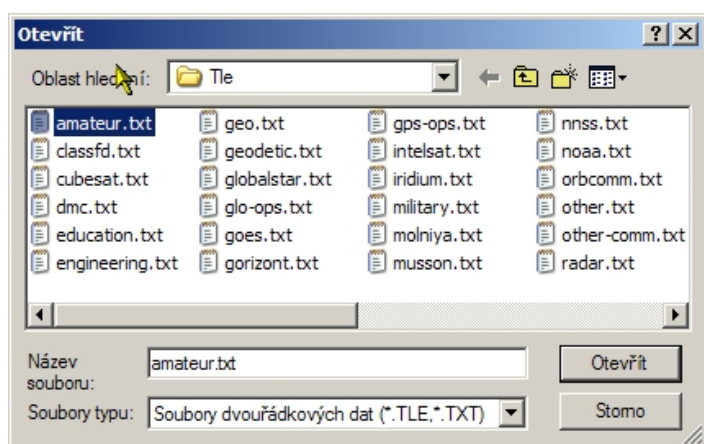 Otevřít
Oblast hledání: Tle
amateur.txt geo.txt gps-ops.txt nnss.txt
classfd.txt geodetic.txt intelsat.txt noaa.txt
cubesat.txt globalstar.txt iridium.txt orbcomm.txt
dmc.txt glo-ops.txt military.txt other.txt
education.txt goes.txt molniya.txt other-comm.txt
engineering.txt gorizont.txt musson.txt radar.txt
Název souboru: amateur.txt Otevřít
Soubory typu: Soubory dvouřádkových dat (*.TLE,*.TXT) Storno